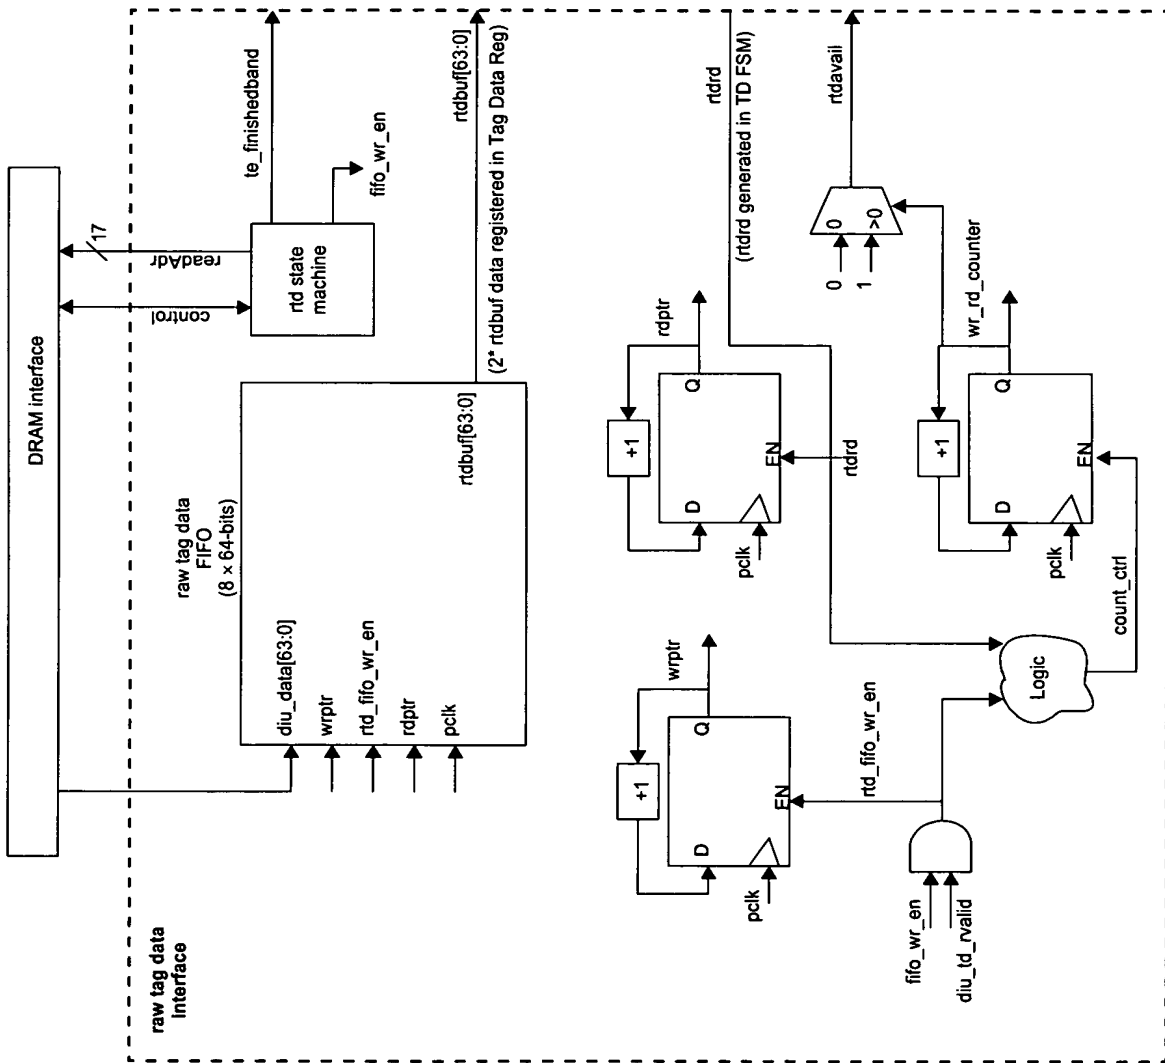 DRAM interface
raw tag data
Interface
control
readAdr
17
rtd state
machine
te_finishedband
fifo_wr_en
raw tag data
FIFO
(8 × 64-bits)
diu_data[63:0]
wrptr
rtd_fifo_wr_en
rdptr
pclk
rtdbuf[63:0]
rtdbuf[63:0]
(2* rtdbuf data registered in Tag Data Reg)
+1
wrptr
D
Q
EN
pclk
+1
rdptr
D
Q
EN
pclk
rtdrd
rtdrd
(rtdrd generated in TD FSM)
fifo_wr_en
diu_td_rvalid
rtd_fifo_wr_en
Logic
count_ctrl
+1
wr_rd_counter
D
Q
EN
pclk
0
1
0
>0
rtdavail